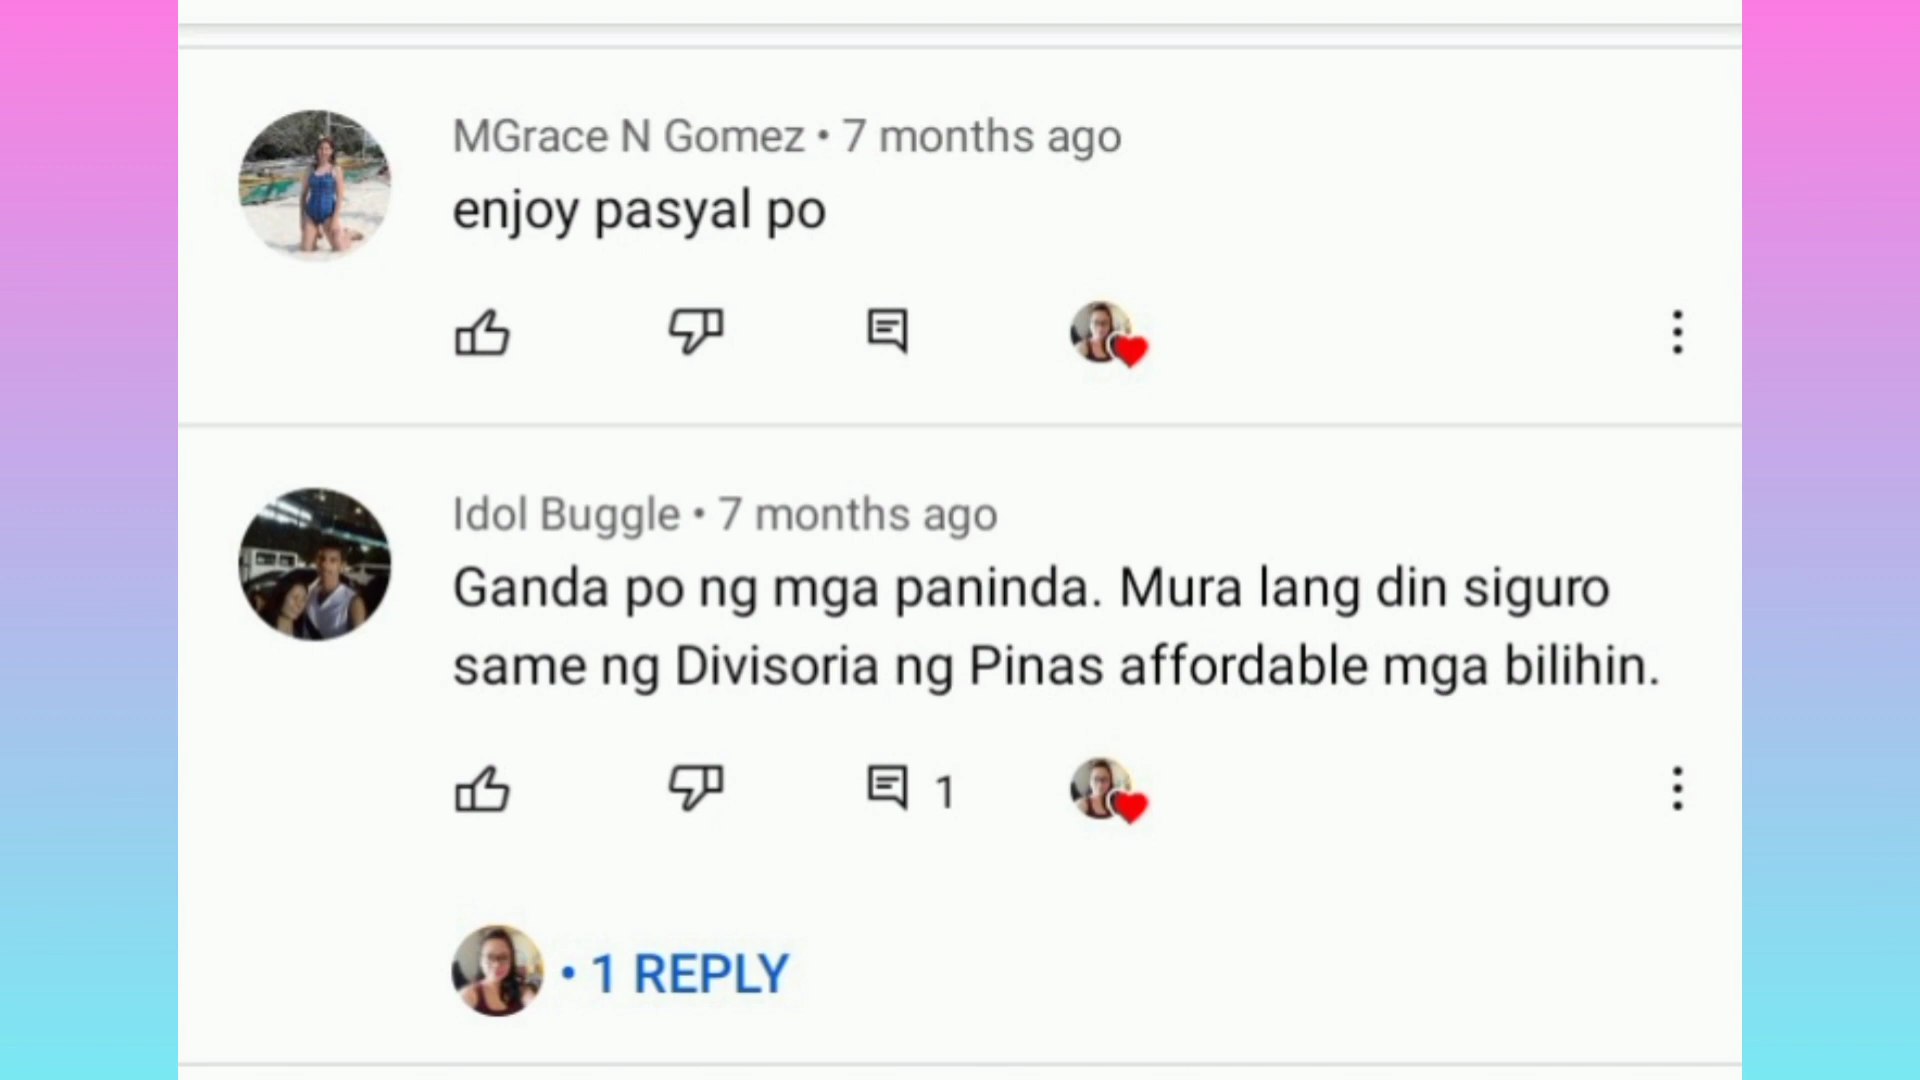 MGrace N Gomez • 7 months ago
enjoy pasyal po
Idol Buggle • 7 months ago
Ganda po ng mga paninda. Mura lang din siguro
same ng Divisoria ng Pinas affordable mga bilihin.
1
• 1 REPLY